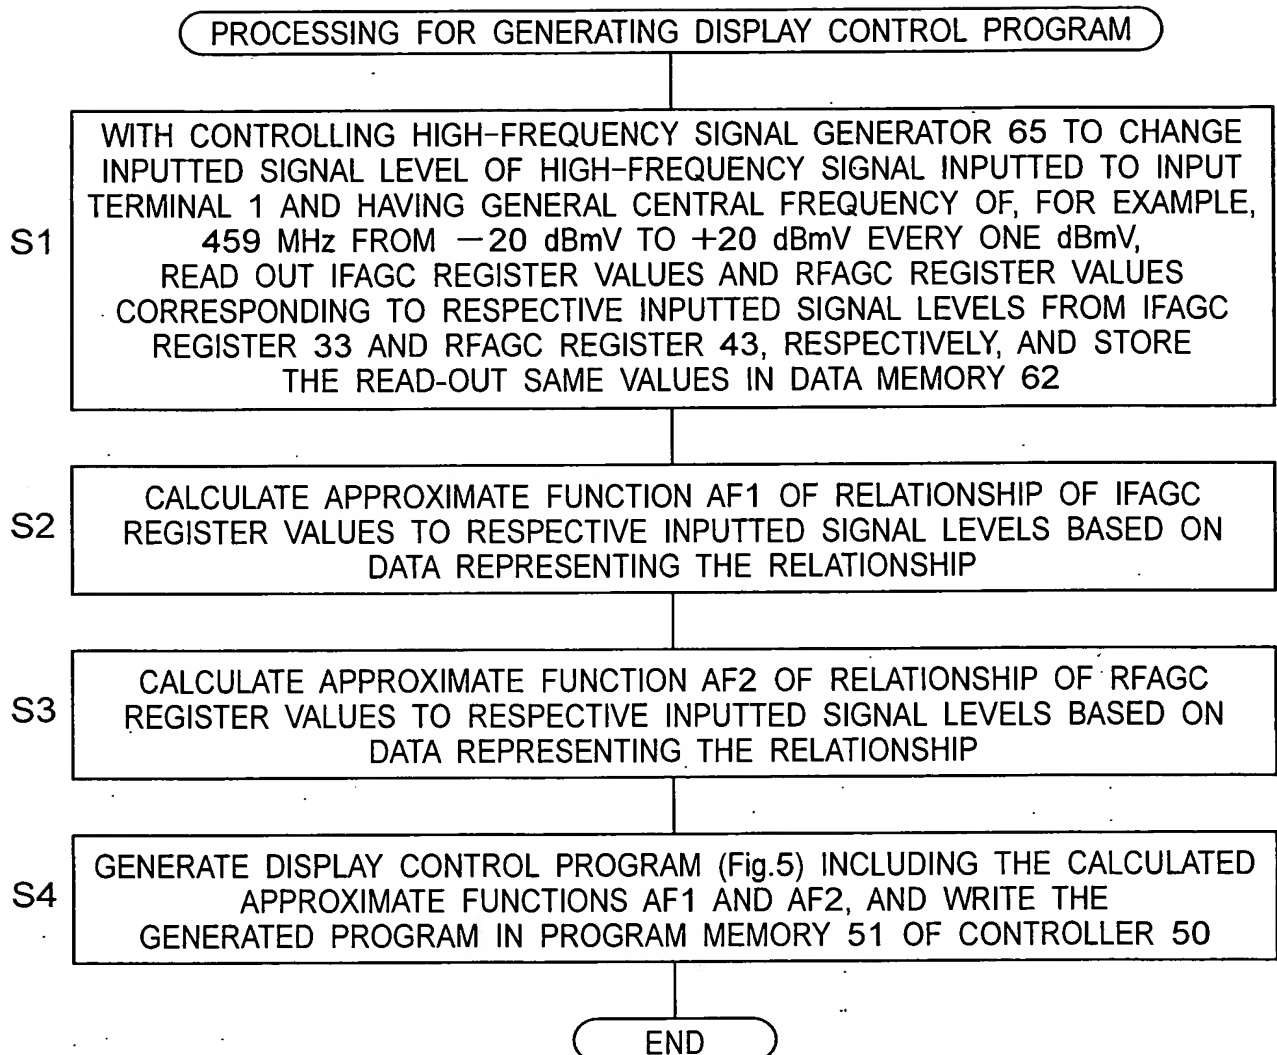 PROCESSING FOR GENERATING DISPLAY CONTROL PROGRAM
S1
WITH CONTROLLING HIGH-FREQUENCY SIGNAL GENERATOR 65 TO CHANGE
INPUTTED SIGNAL LEVEL OF HIGH-FREQUENCY SIGNAL INPUTTED TO INPUT
TERMINAL 1 AND HAVING GENERAL CENTRAL FREQUENCY OF, FOR EXAMPLE,
459 MHz FROM −20 dBmV TO +20 dBmV EVERY ONE dBmV,
READ OUT IFAGC REGISTER VALUES AND RFAGC REGISTER VALUES
CORRESPONDING TO RESPECTIVE INPUTTED SIGNAL LEVELS FROM IFAGC
REGISTER 33 AND RFAGC REGISTER 43, RESPECTIVELY, AND STORE
THE READ-OUT SAME VALUES IN DATA MEMORY 62
S2
CALCULATE APPROXIMATE FUNCTION AF1 OF RELATIONSHIP OF IFAGC
REGISTER VALUES TO RESPECTIVE INPUTTED SIGNAL LEVELS BASED ON
DATA REPRESENTING THE RELATIONSHIP
S3
CALCULATE APPROXIMATE FUNCTION AF2 OF RELATIONSHIP OF RFAGC
REGISTER VALUES TO RESPECTIVE INPUTTED SIGNAL LEVELS BASED ON
DATA REPRESENTING THE RELATIONSHIP
S4
GENERATE DISPLAY CONTROL PROGRAM (Fig.5) INCLUDING THE CALCULATED
APPROXIMATE FUNCTIONS AF1 AND AF2, AND WRITE THE
GENERATED PROGRAM IN PROGRAM MEMORY 51 OF CONTROLLER 50
END